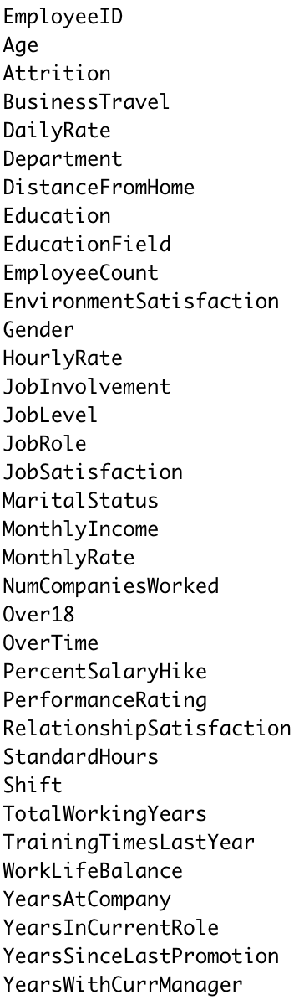 EmployeeID
Age
Attrition
BusinessTravel
DailyRate
Department
DistanceFromHome
Education
EducationField
EmployeeCount
EnvironmentSatisfaction
Gender
HourlyRate
JobInvolvement
JobLevel
JobRole
JobSatisfaction
MaritalStatus
MonthlyIncome
MonthlyRate
NumCompaniesWorked
Over18
OverTime
PercentSalaryHike
PerformanceRating
RelationshipSatisfaction
StandardHours
Shift
TotalWorkingYears
TrainingTimesLastYear
WorkLifeBalance
YearsAtCompany
YearsInCurrentRole
YearsSinceLastPromotion
YearsWithCurrManager